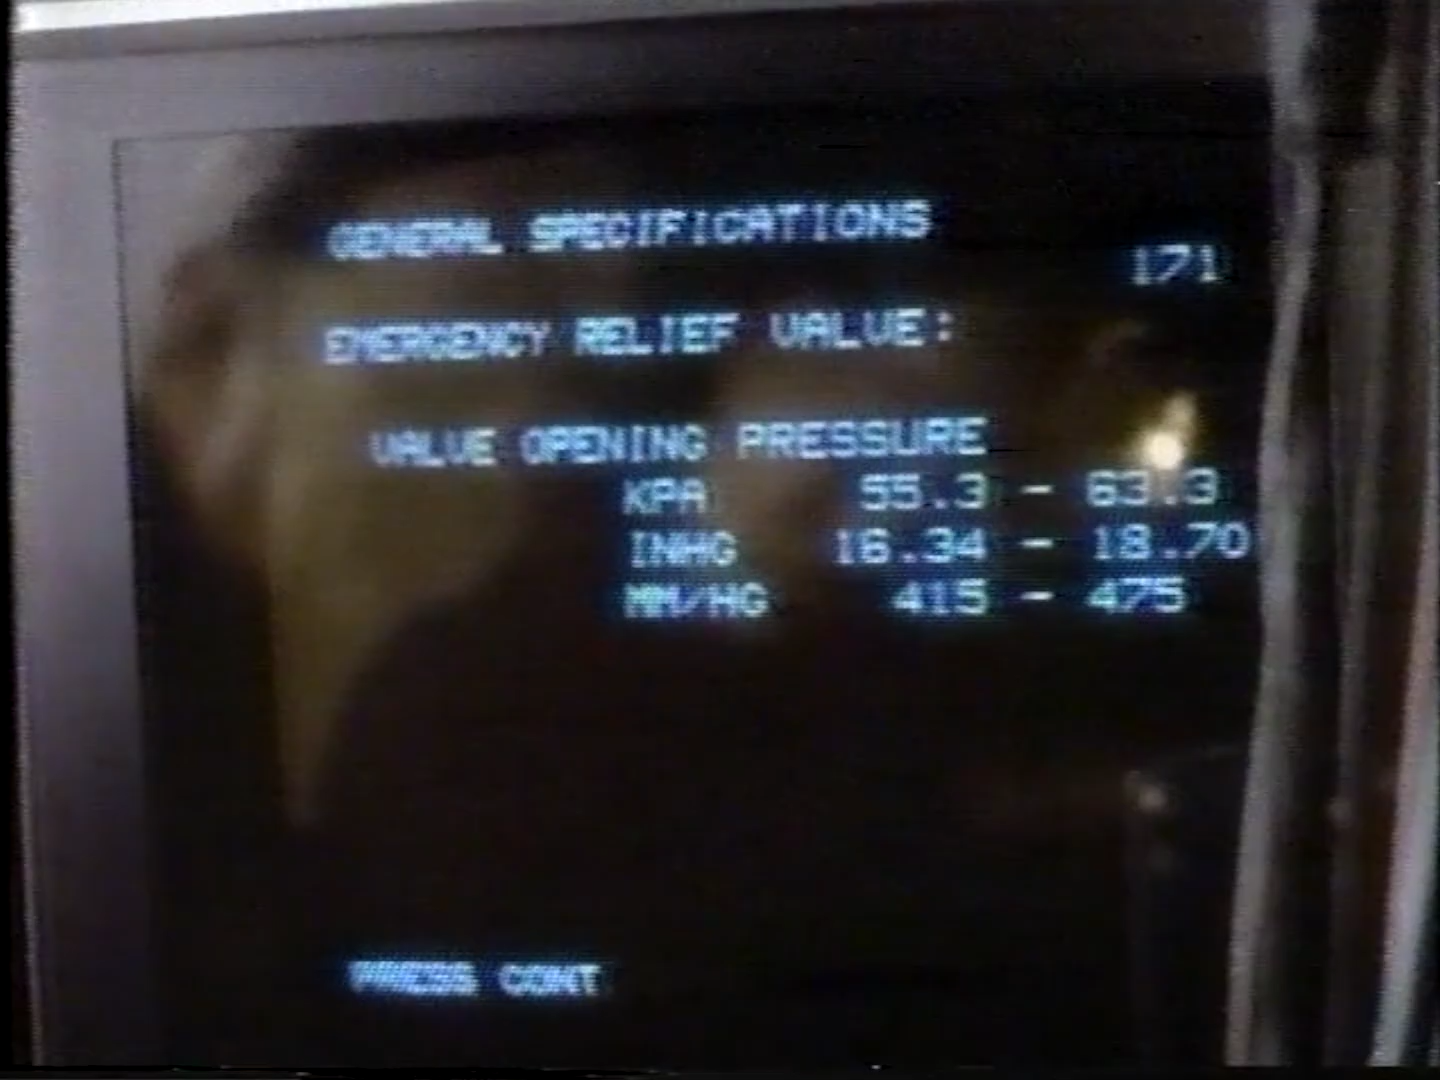 GENERAL SPECIFICATIONS
171
EMERGENCY RELIEF VALVE:
VALVE OPENING PRESSURE
KPA 55.3 - 63.3
INHG 16.34 - 18.70
MM/HG 415 - 475
PRESS CONT